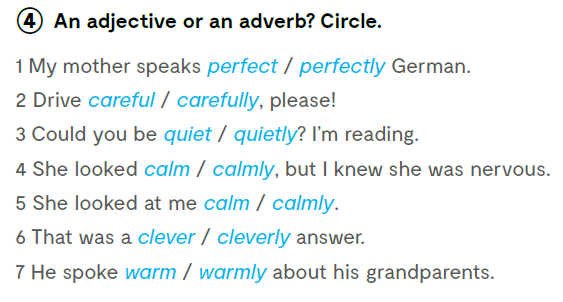 4 An adjective or an adverb? Circle.
1 My mother speaks perfect / perfectly German.
2 Drive careful / carefully, please!
3 Could you be quiet / quietly? I'm reading.
4 She looked calm / calmly, but I knew she was nervous.
5 She looked at me calm / calmly.
6 That was a clever / cleverly answer.
7 He spoke warm / warmly about his grandparents.